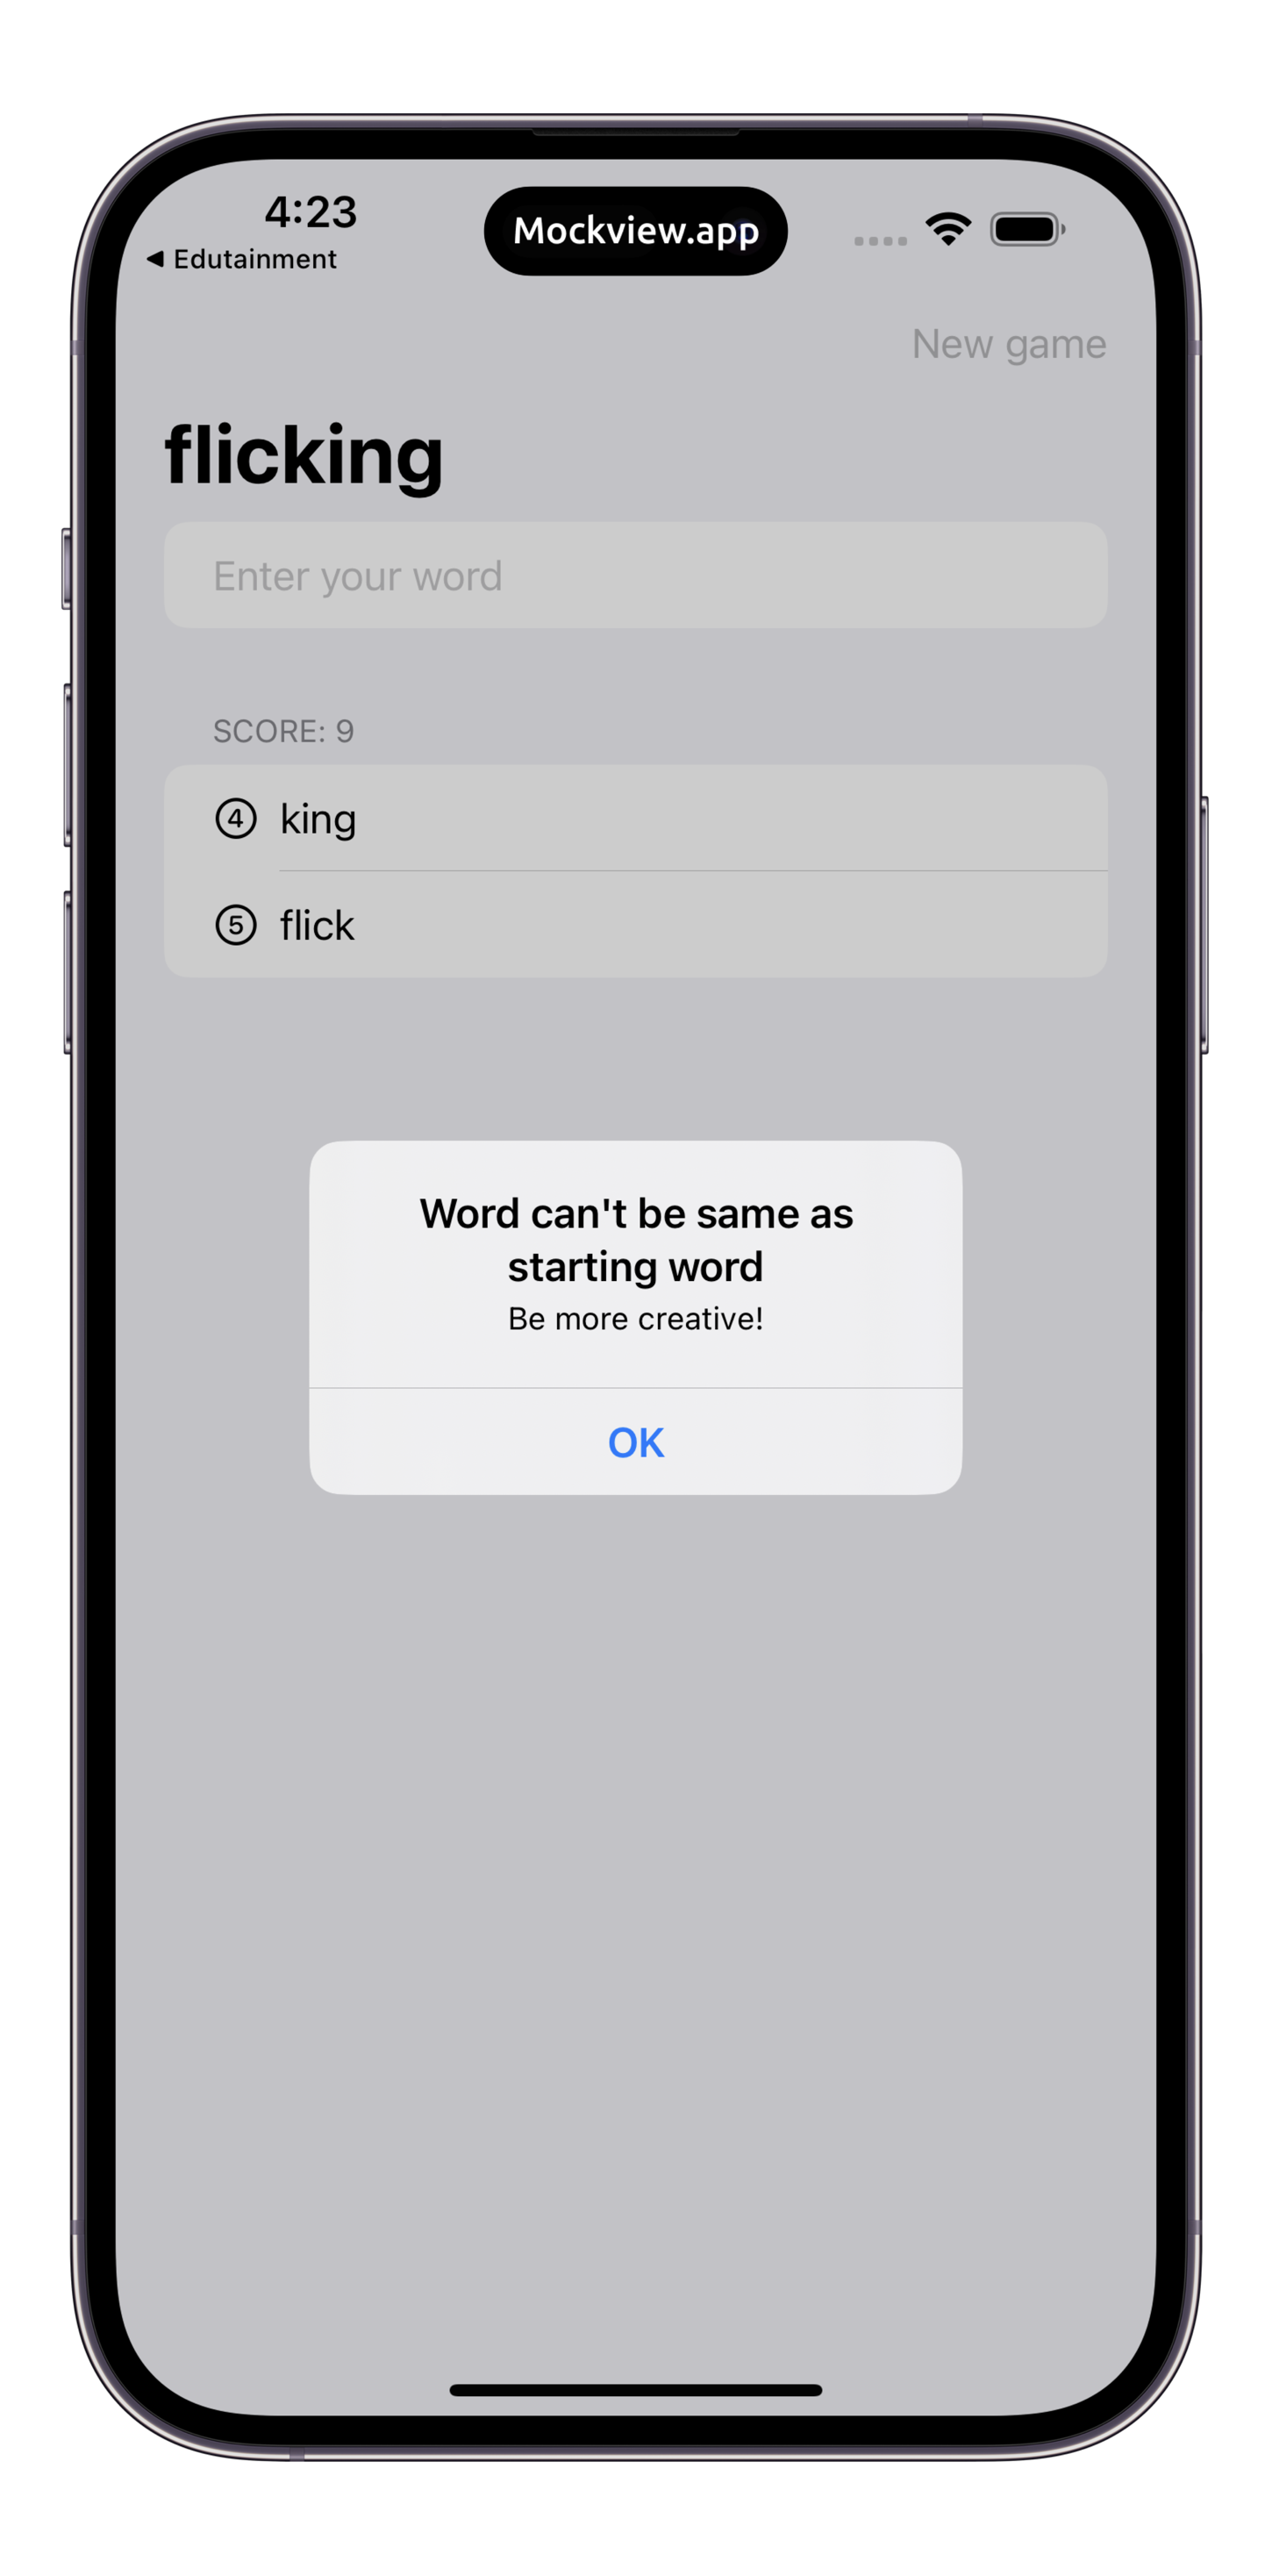 4:23
Mockview.app
◀ Edutainment
New game
flicking
Enter your word
SCORE: 9
4 king
5 flick
Word can't be same as
starting word
Be more creative!
OK